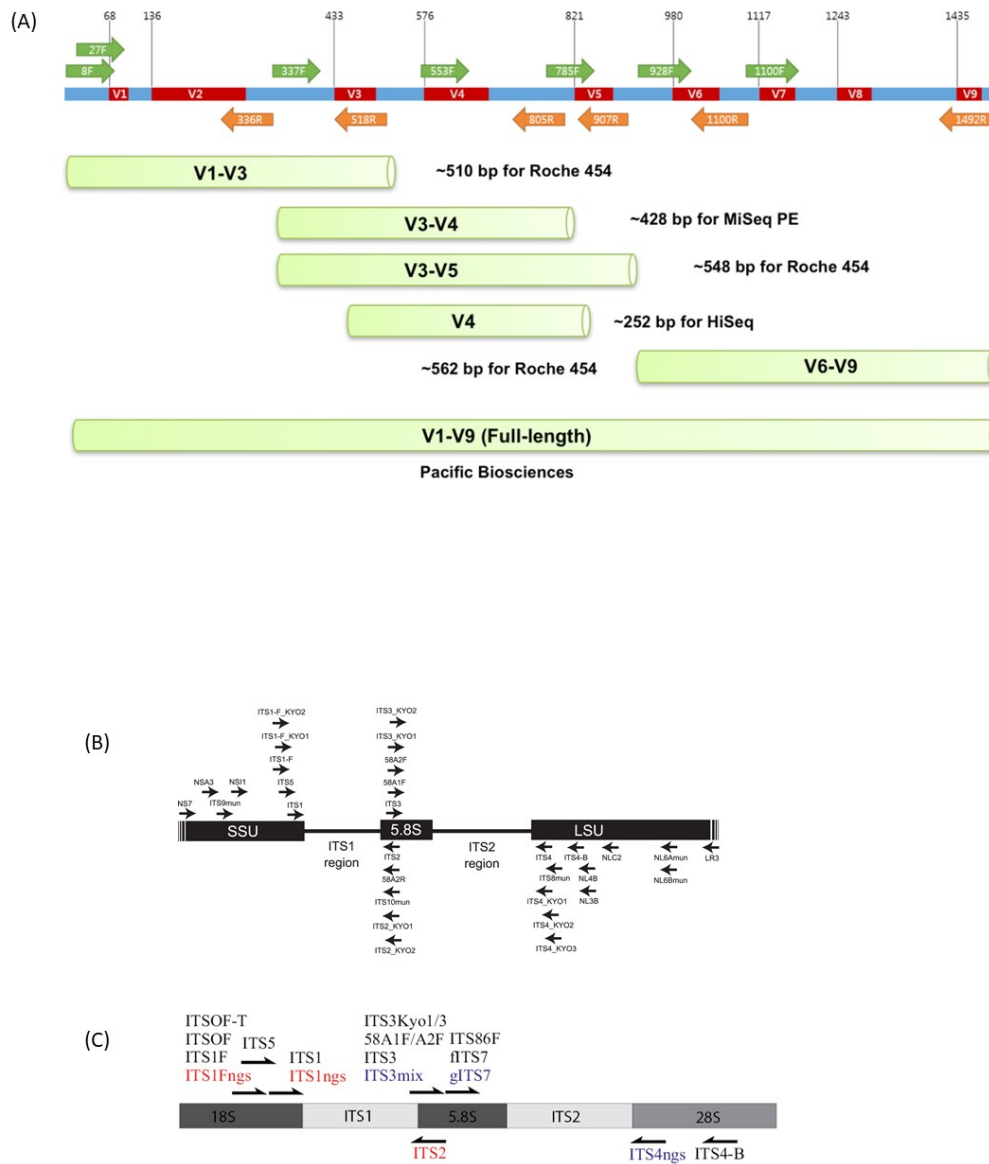 (A)
68 136 433 576 821 980 1117 1243 1435
27F
8F 337F 553F 785F 928F 1100F
V1 V2 V3 V4 V5 V6 V7 V8 V9
336R 518R 805R 907R 1100R 1492R
V1-V3 ~510 bp for Roche 454
V3-V4 ~428 bp for MiSeq PE
V3-V5 ~548 bp for Roche 454
V4 ~252 bp for HiSeq
~562 bp for Roche 454 V6-V9
V1-V9 (Full-length)
Pacific Biosciences
(B)
ITS1-F_KYO2 ITS3_KYO2
ITS1-F_KYO1 ITS3_KYO1
ITS1-F 58A2F
NSA3 NSI1 ITS5 58A1F
NS7 ITS9mun ITS1 ITS3
SSU 5.8S LSU
ITS1 region
ITS2 region
ITS2 ITS4 ITS4-B NLC2 NL6Amun LR3
58A2R ITS8mun NL4B NL6Bmun
ITS10mun ITS4_KYO1 NL3B
ITS2_KYO1 ITS4_KYO2
ITS2_KYO2 ITS4_KYO3
(C)
ITSOF-T ITS3Kyo1/3
ITSOF ITS5 58A1F/A2F ITS86F
ITS1F ITS1 ITS3 fITS7
ITS1Fngs ITS1ngs ITS3mix gITS7
18S ITS1 5.8S ITS2 28S
ITS2 ITS4ngs ITS4-B